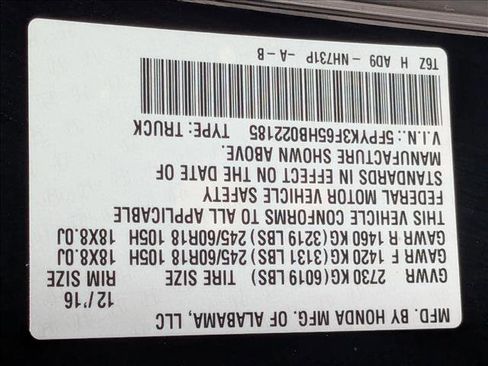 MFD. BY HONDA MFG. OF ALABAMA, LLC
12/'16
GVWR 2730 KG (6019 LBS) TIRE SIZE RIM SIZE
GAWR F 1420 KG (3131 LBS) 245/60R18 105H 18X8.0J
GAWR R 1460 KG (3219 LBS) 245/60R18 105H 18X8.0J
THIS VEHICLE CONFORMS TO ALL APPLICABLE
FEDERAL MOTOR VEHICLE SAFETY
STANDARDS IN EFFECT ON THE DATE OF
MANUFACTURE SHOWN ABOVE.
V.I.N.: 5FPYK3F65HB022185 TYPE: TRUCK
T6Z H AD9 -NH731P -A-B